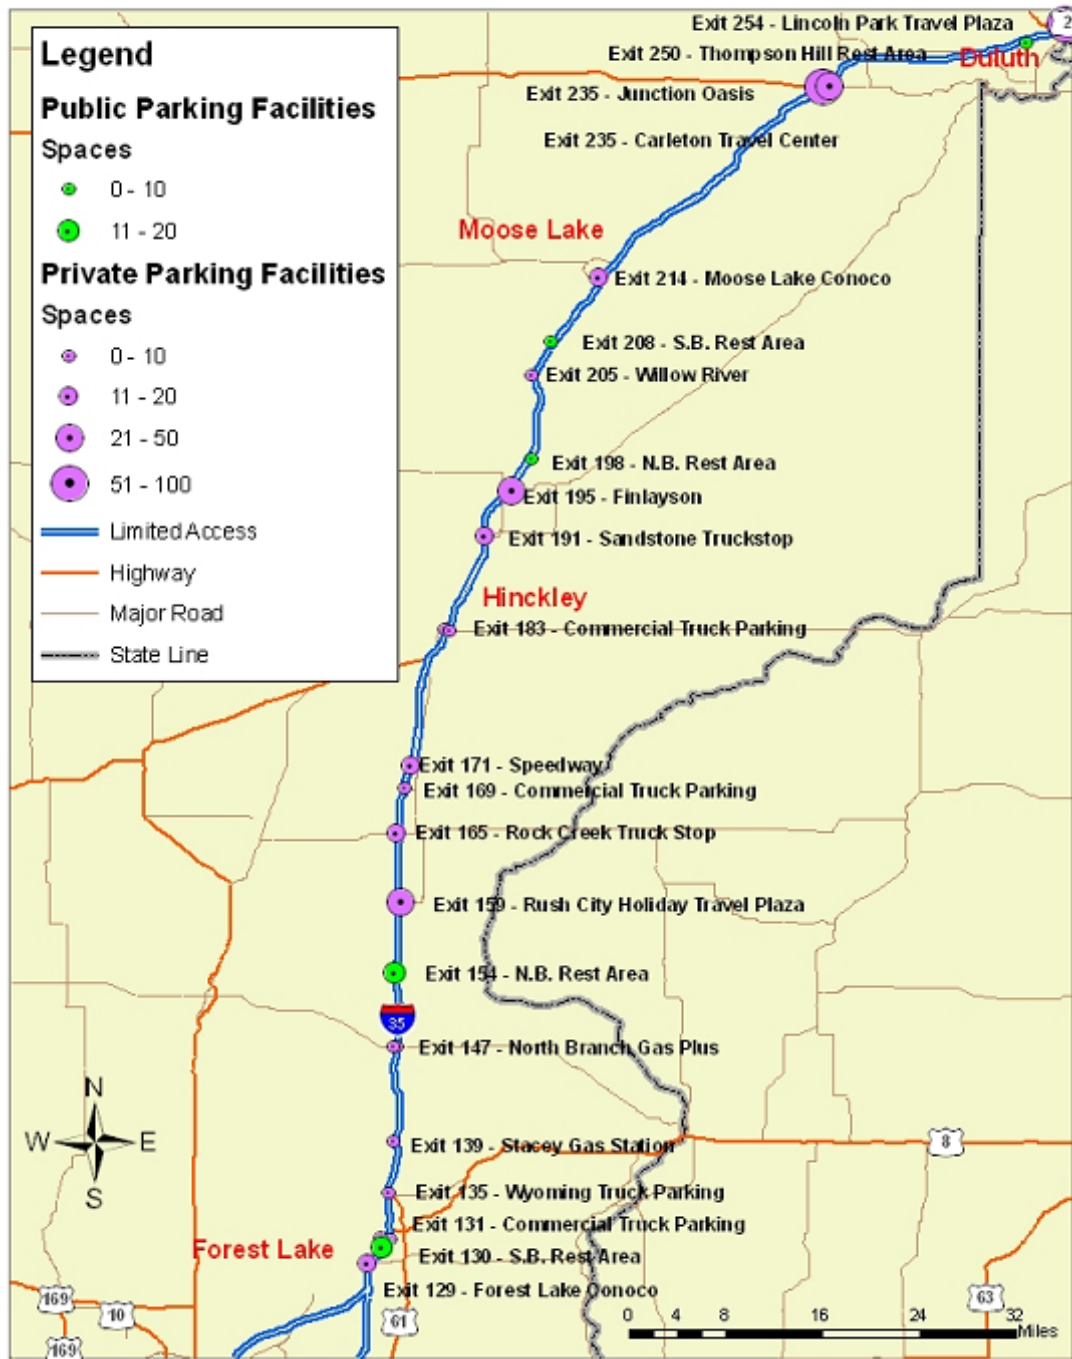 Legend
Public Parking Facilities
Spaces
0 - 10
11 - 20
Private Parking Facilities
Spaces
0 - 10
11 - 20
21 - 50
51 - 100
Limited Access
Highway
Major Road
State Line
Exit 254 - Lincoln Park Travel Plaza
2
Exit 250 - Thompson Hill Rest Area
Duluth
Exit 235 - Junction Oasis
Exit 235 - Carleton Travel Center
Moose Lake
Exit 214 - Moose Lake Conoco
Exit 208 - S.B. Rest Area
Exit 205 - Willow River
Exit 198 - N.B. Rest Area
Exit 195 - Finlayson
Exit 191 - Sandstone Truckstop
Hinckley
Exit 183 - Commercial Truck Parking
Exit 171 - Speedway
Exit 169 - Commercial Truck Parking
Exit 165 - Rock Creek Truck Stop
Exit 159 - Rush City Holiday Travel Plaza
Exit 154 - N.B. Rest Area
35
Exit 147 - North Branch Gas Plus
N
W E
S
Exit 139 - Stacey Gas Station
8
Exit 135 - Wyoming Truck Parking
Exit 131 - Commercial Truck Parking
Forest Lake
Exit 130 - S.B. Rest Area
Exit 129 - Forest Lake Conoco
169
10
61
63
169
0 4 8 16 24 32
Miles